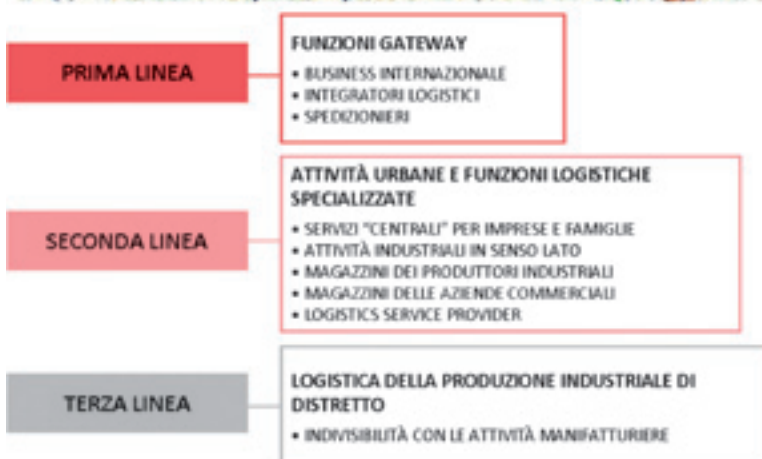 PRIMA LINEA
FUNZIONI GATEWAY
• BUSINESS INTERNAZIONALE
• INTEGRATORI LOGISTICI
• SPEDIZIONIERI
SECONDA LINEA
ATTIVITÀ URBANE E FUNZIONI LOGISTICHE
SPECIALIZZATE
• SERVIZI "CENTRALI" PER IMPRESE E FAMIGLIE
• ATTIVITÀ INDUSTRIALI IN SENSO LATO
• MAGAZZINI DEI PRODUTTORI INDUSTRIALI
• MAGAZZINI DELLE AZIENDE COMMERCIALI
• LOGISTICS SERVICE PROVIDER
TERZA LINEA
LOGISTICA DELLA PRODUZIONE INDUSTRIALE DI
DISTRETTO
• INDIVISIBILITÀ CON LE ATTIVITÀ MANIFATTURIERE